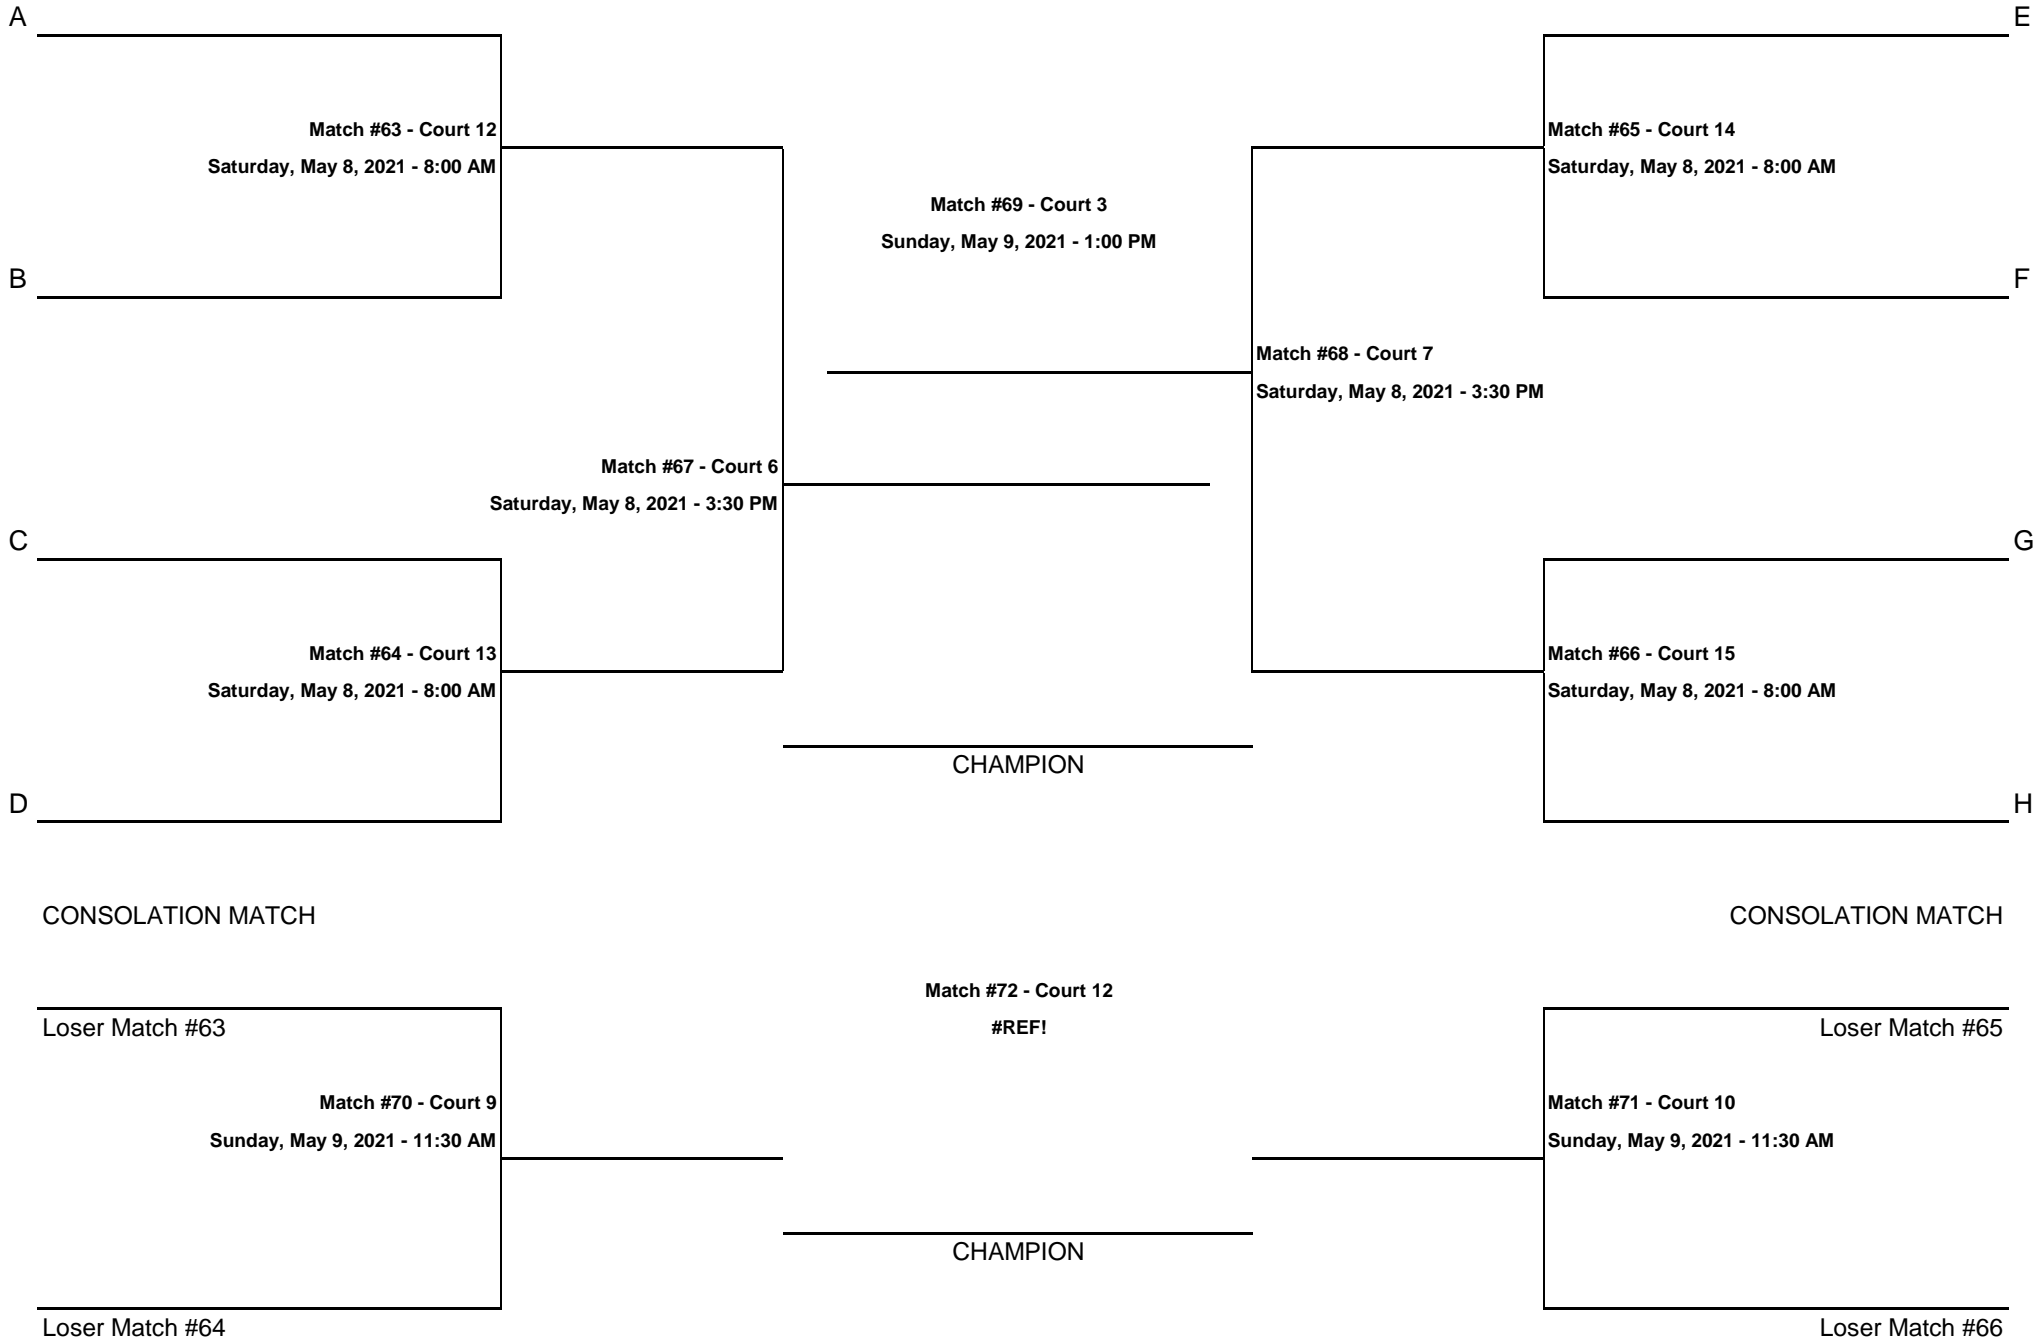 A
E
Match #63 - Court 12
Match #65 - Court 14
Saturday, May 8, 2021 - 8:00 AM
Saturday, May 8, 2021 - 8:00 AM
Match #69 - Court 3
Sunday, May 9, 2021 - 1:00 PM
B
F
Match #68 - Court 7
Saturday, May 8, 2021 - 3:30 PM
Match #67 - Court 6
Saturday, May 8, 2021 - 3:30 PM
C
G
Match #64 - Court 13
Match #66 - Court 15
Saturday, May 8, 2021 - 8:00 AM
Saturday, May 8, 2021 - 8:00 AM
CHAMPION
D
H
CONSOLATION MATCH
CONSOLATION MATCH
Match #72 - Court 12
Loser Match #63
#REF!
Loser Match #65
Match #70 - Court 9
Match #71 - Court 10
Sunday, May 9, 2021 - 11:30 AM
Sunday, May 9, 2021 - 11:30 AM
CHAMPION
Loser Match #64
Loser Match #66